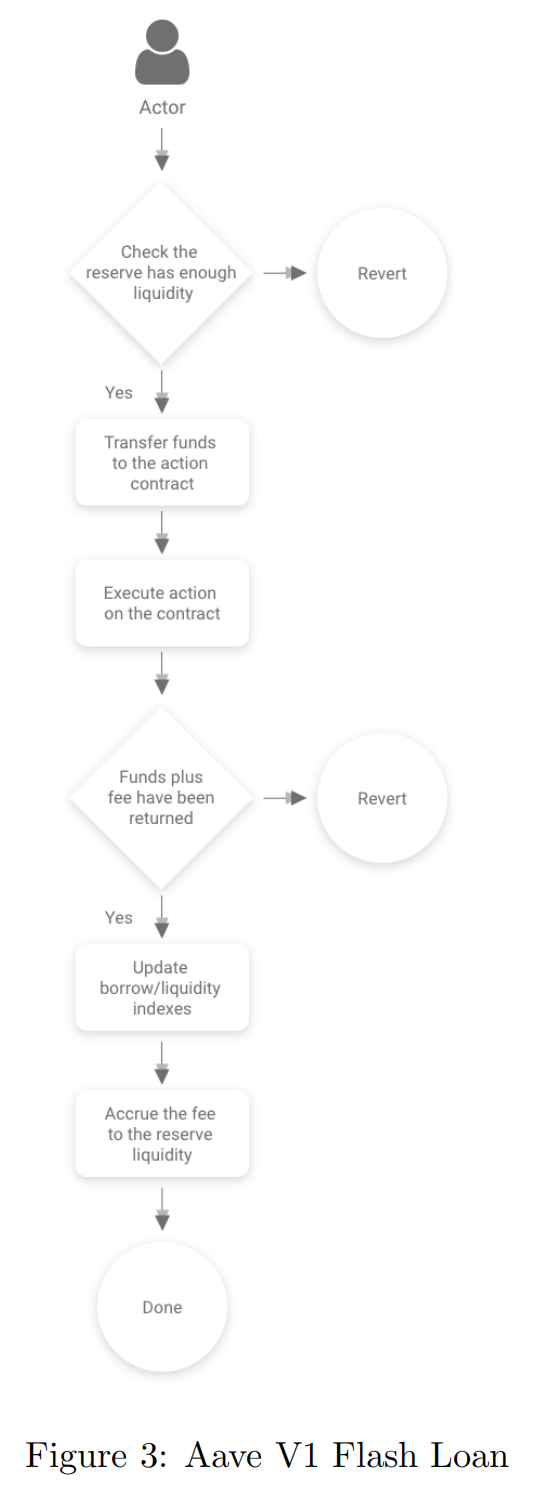 Actor
Check the
reserve has enough
liquidity
Revert
Yes
Transfer funds
to the action
contract
Execute action
on the contract
Funds plus
fee have been
returned
Revert
Yes
Update
borrow/liquidity
indexes
Accrue the fee
to the reserve
liquidity
Done
Figure 3: Aave V1 Flash Loan